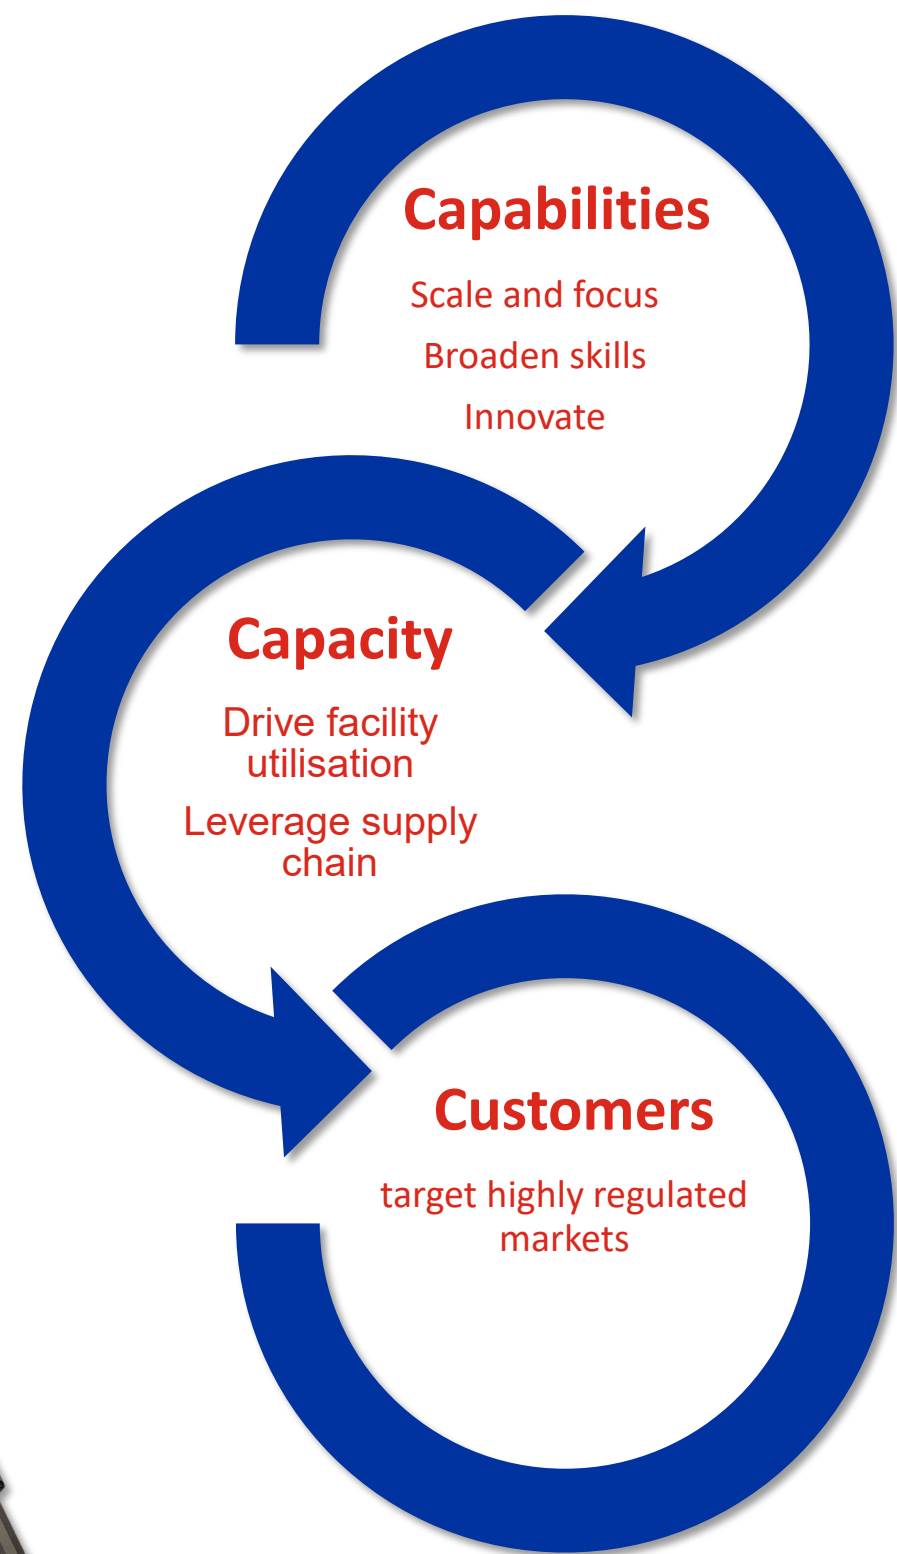 Capabilities
Scale and focus
Broaden skills
Innovate
Capacity
Drive facility
utilisation
Leverage supply
chain
Customers
target highly regulated
markets